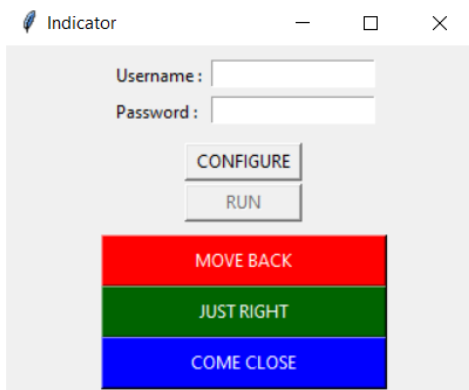 Indicator
Username :
Password :
CONFIGURE
RUN
MOVE BACK
JUST RIGHT
COME CLOSE